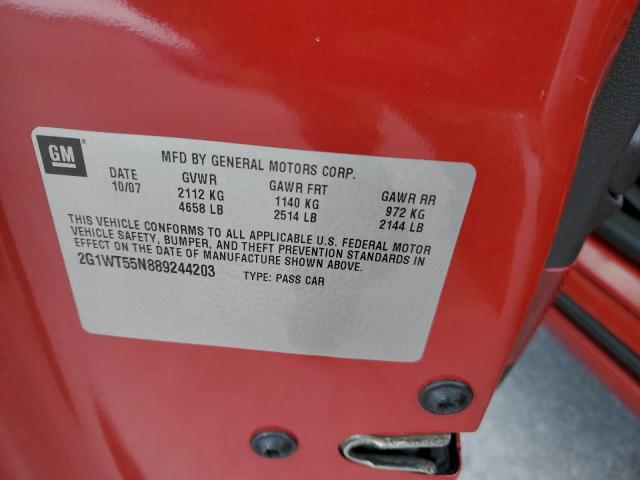 GM
MFD BY GENERAL MOTORS CORP.
DATE GVWR GAWR FRT GAWR RR
10/07 2112 KG 1140 KG 972 KG
4658 LB 2514 LB 2144 LB
THIS VEHICLE CONFORMS TO ALL APPLICABLE U.S. FEDERAL MOTOR
VEHICLE SAFETY, BUMPER, AND THEFT PREVENTION STANDARDS IN
EFFECT ON THE DATE OF MANUFACTURE SHOWN ABOVE.
2G1WT55N889244203 TYPE: PASS CAR